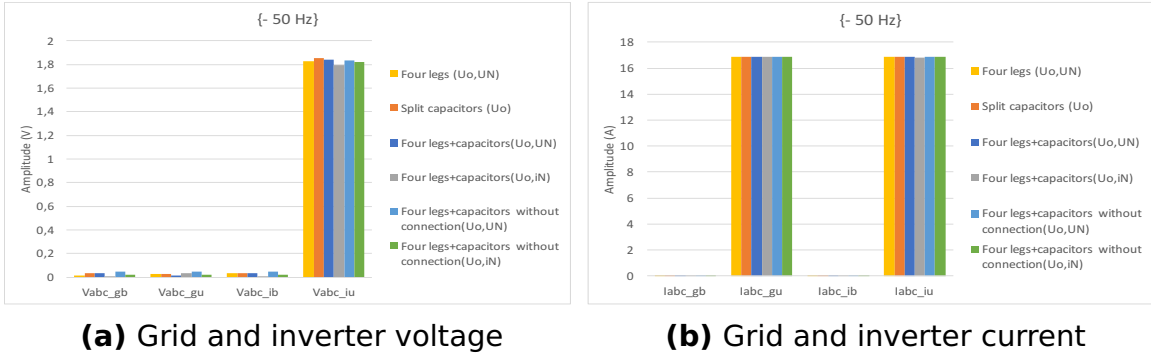 {- 50 Hz}
Amplitude (V)
2
1,8
1,6
1,4
1,2
1
0,8
0,6
0,4
0,2
0
Vabc_gb
Vabc_gu
Vabc_ib
Vabc_iu
Four legs (Uo,UN)
Split capacitors (Uo)
Four legs+capacitors(Uo,UN)
Four legs+capacitors(Uo,iN)
Four legs+capacitors without
connection(Uo,UN)
Four legs+capacitors without
connection(Uo,iN)
(a) Grid and inverter voltage
{- 50 Hz}
Amplitude (A)
18
16
14
12
10
8
6
4
2
0
Iabc_gb
Iabc_gu
Iabc_ib
Iabc_iu
Four legs (Uo,UN)
Split capacitors (Uo)
Four legs+capacitors(Uo,UN)
Four legs+capacitors(Uo,iN)
Four legs+capacitors without
connection(Uo,UN)
Four legs+capacitors without
connection(Uo,iN)
(b) Grid and inverter current